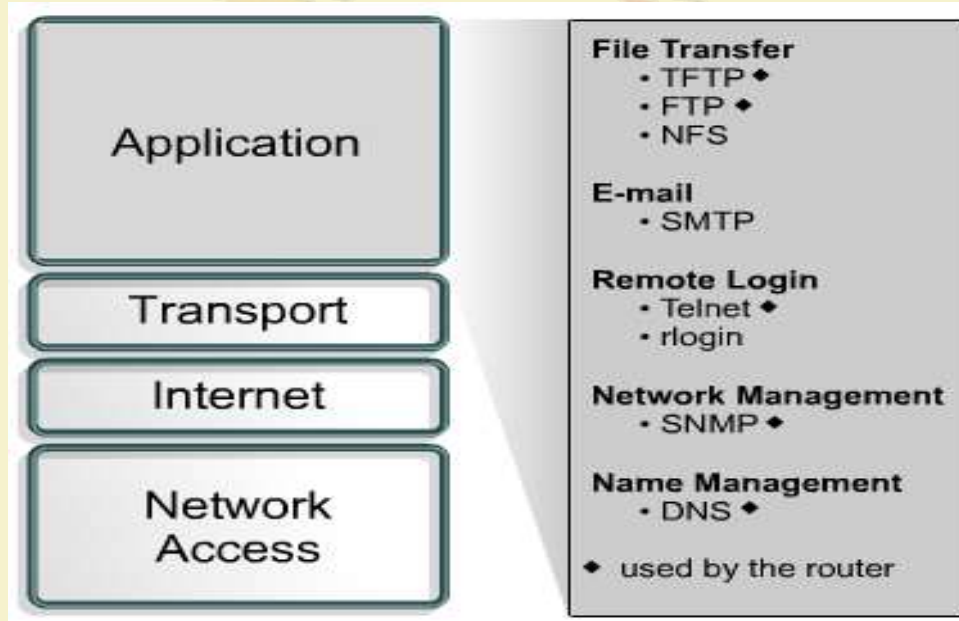 Application
Transport
Internet
Network
Access
File Transfer
• TFTP ◆
• FTP ◆
• NFS
E-mail
• SMTP
Remote Login
• Telnet ◆
• rlogin
Network Management
• SNMP ◆
Name Management
• DNS ◆
◆ used by the router